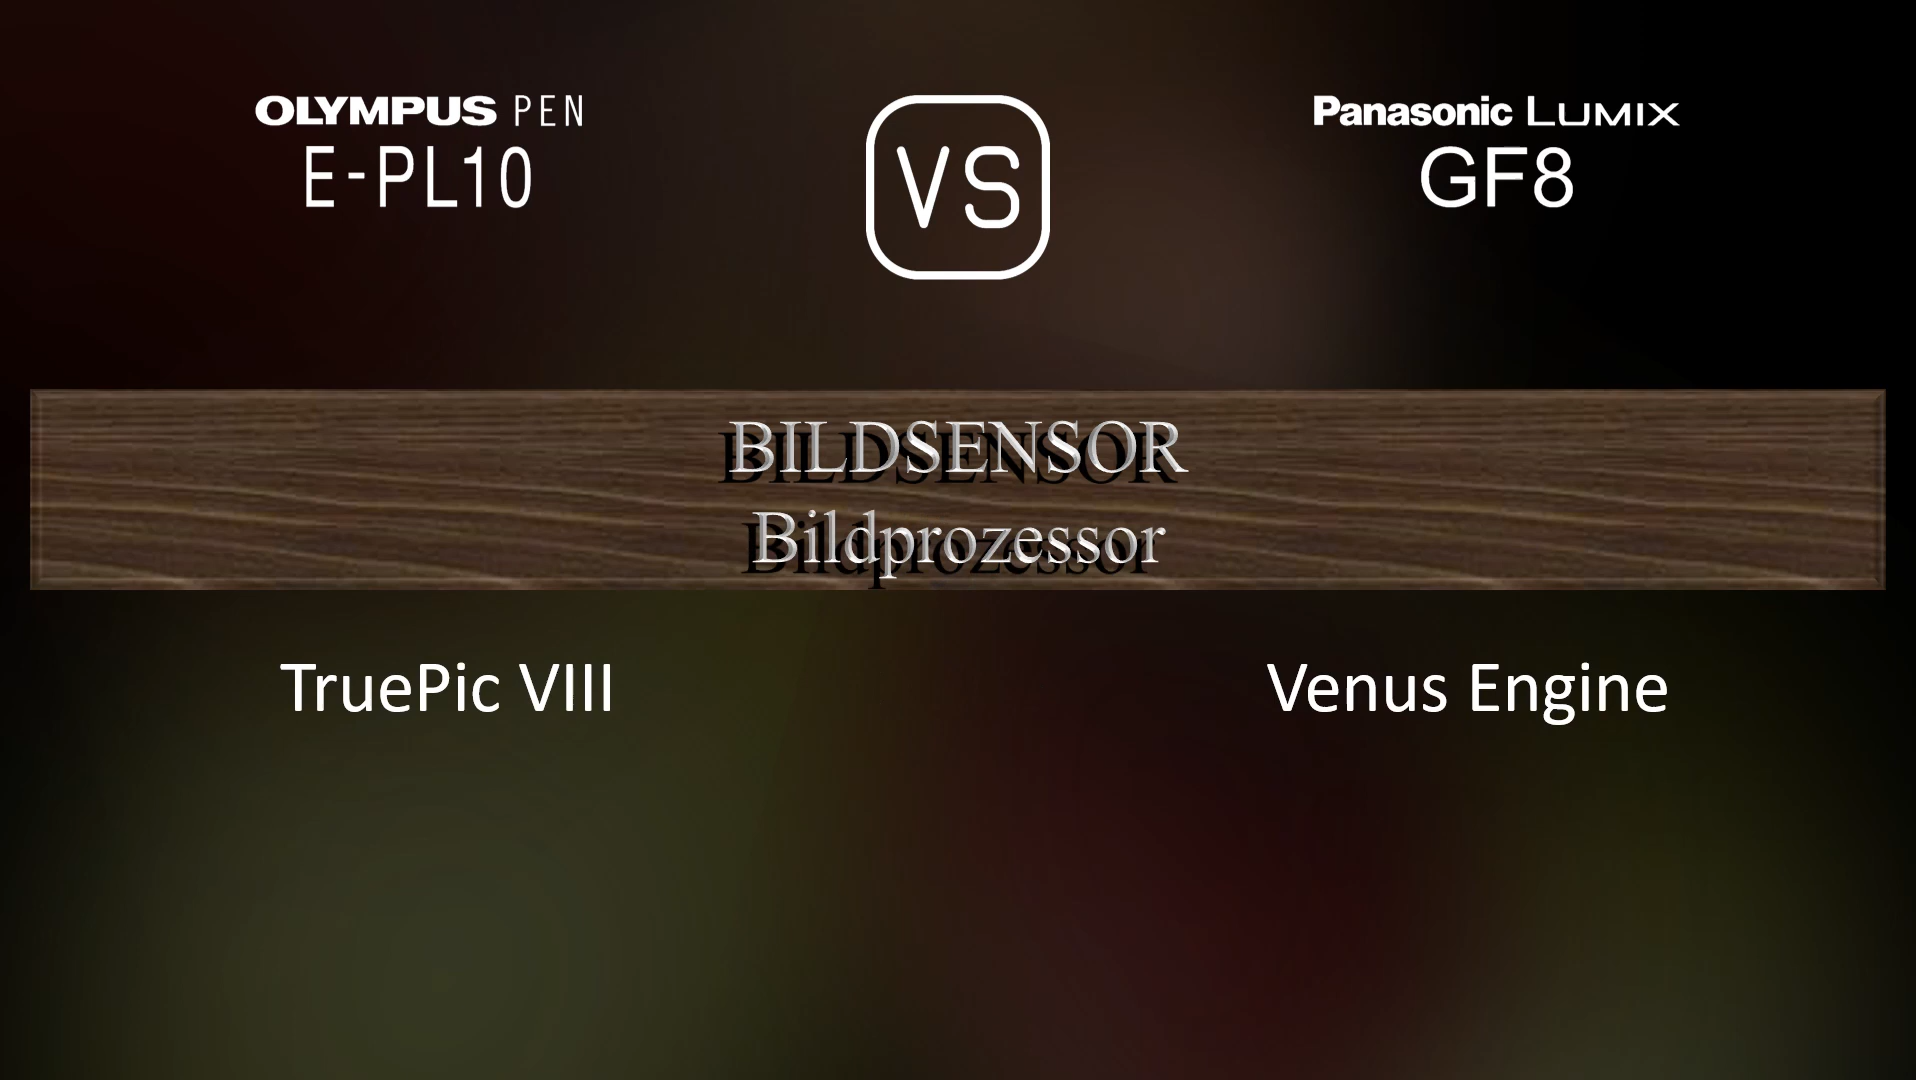 OLYMPUS PEN
E-PL10
VS
Panasonic LUMIX
GF8
BILDSENSOR
Bildprozessor
TruePic VIII
Venus Engine